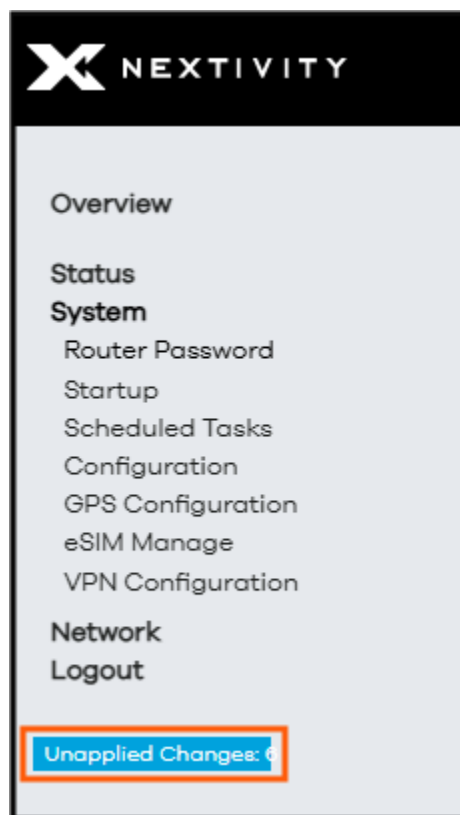 NEXTIVITY
Overview
Status
System
Router Password
Startup
Scheduled Tasks
Configuration
GPS Configuration
eSIM Manage
VPN Configuration
Network
Logout
Unapplied Changes: 6